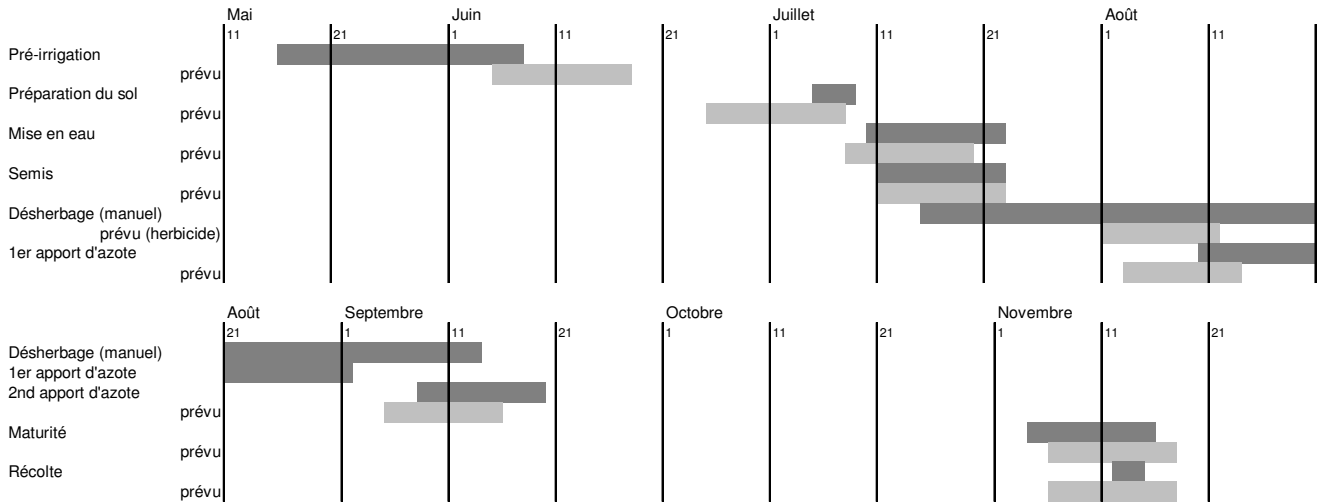 Mai Juin Juillet Août
11 21 1 11 21 1 11 21 1 11
Pré-irrigation
prévu
Préparation du sol
prévu
Mise en eau
prévu
Semis
prévu
Désherbage (manuel)
prévu (herbicide)
1er apport d'azote
prévu
Août Septembre Octobre Novembre
21 1 11 21 1 11 21 1 11 21
Désherbage (manuel)
1er apport d'azote
2nd apport d'azote
prévu
Maturité
prévu
Récolte
prévu